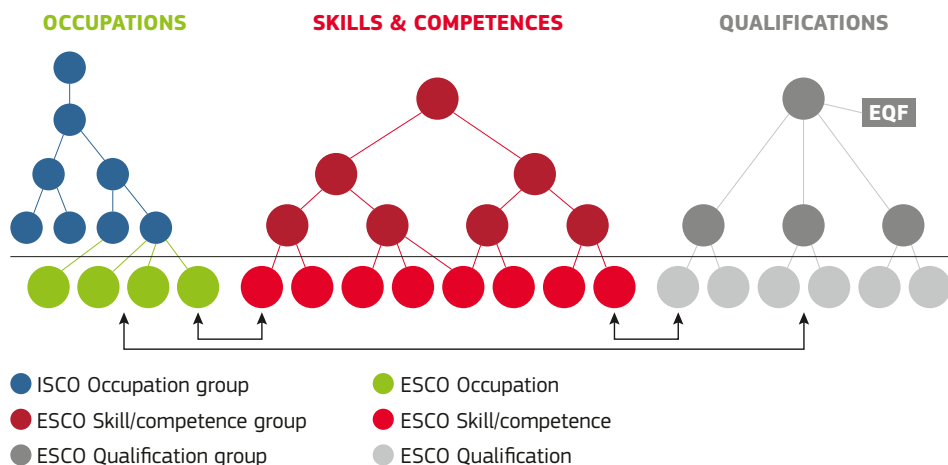 OCCUPATIONS
SKILLS & COMPETENCES
QUALIFICATIONS
EQF
ISCO Occupation group
ESCO Occupation
ESCO Skill/competence group
ESCO Skill/competence
ESCO Qualification group
ESCO Qualification